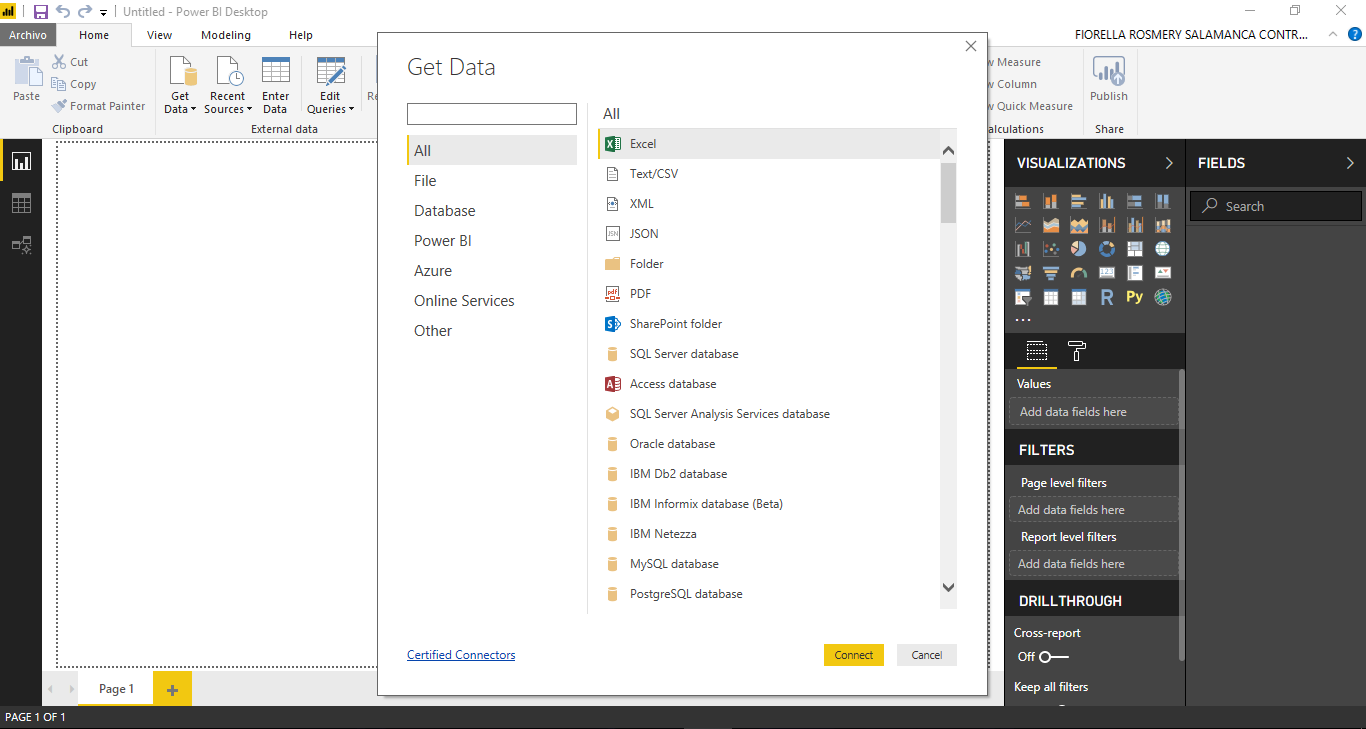 Untitled - Power BI Desktop
Archivo Home View Modeling Help FIORELLA ROSMERY SALAMANCA CONTR... ?
Paste
Cut
Copy
Format Painter
Clipboard
Get Data
Recent Sources
Enter Data
Edit Queries
Re
External data
w Measure
w Column
w Quick Measure
alculations
Publish
Share
Get Data
All
File
Database
Power BI
Azure
Online Services
Other
All
Excel
Text/CSV
XML
JSON
Folder
PDF
SharePoint folder
SQL Server database
Access database
SQL Server Analysis Services database
Oracle database
IBM Db2 database
IBM Informix database (Beta)
IBM Netezza
MySQL database
PostgreSQL database
Certified Connectors
Connect
Cancel
VISUALIZATIONS
R Py
...
Values
Add data fields here
FILTERS
Page level filters
Add data fields here
Report level filters
Add data fields here
DRILLTHROUGH
Cross-report
Off
Keep all filters
FIELDS
Search
Page 1
PAGE 1 OF 1